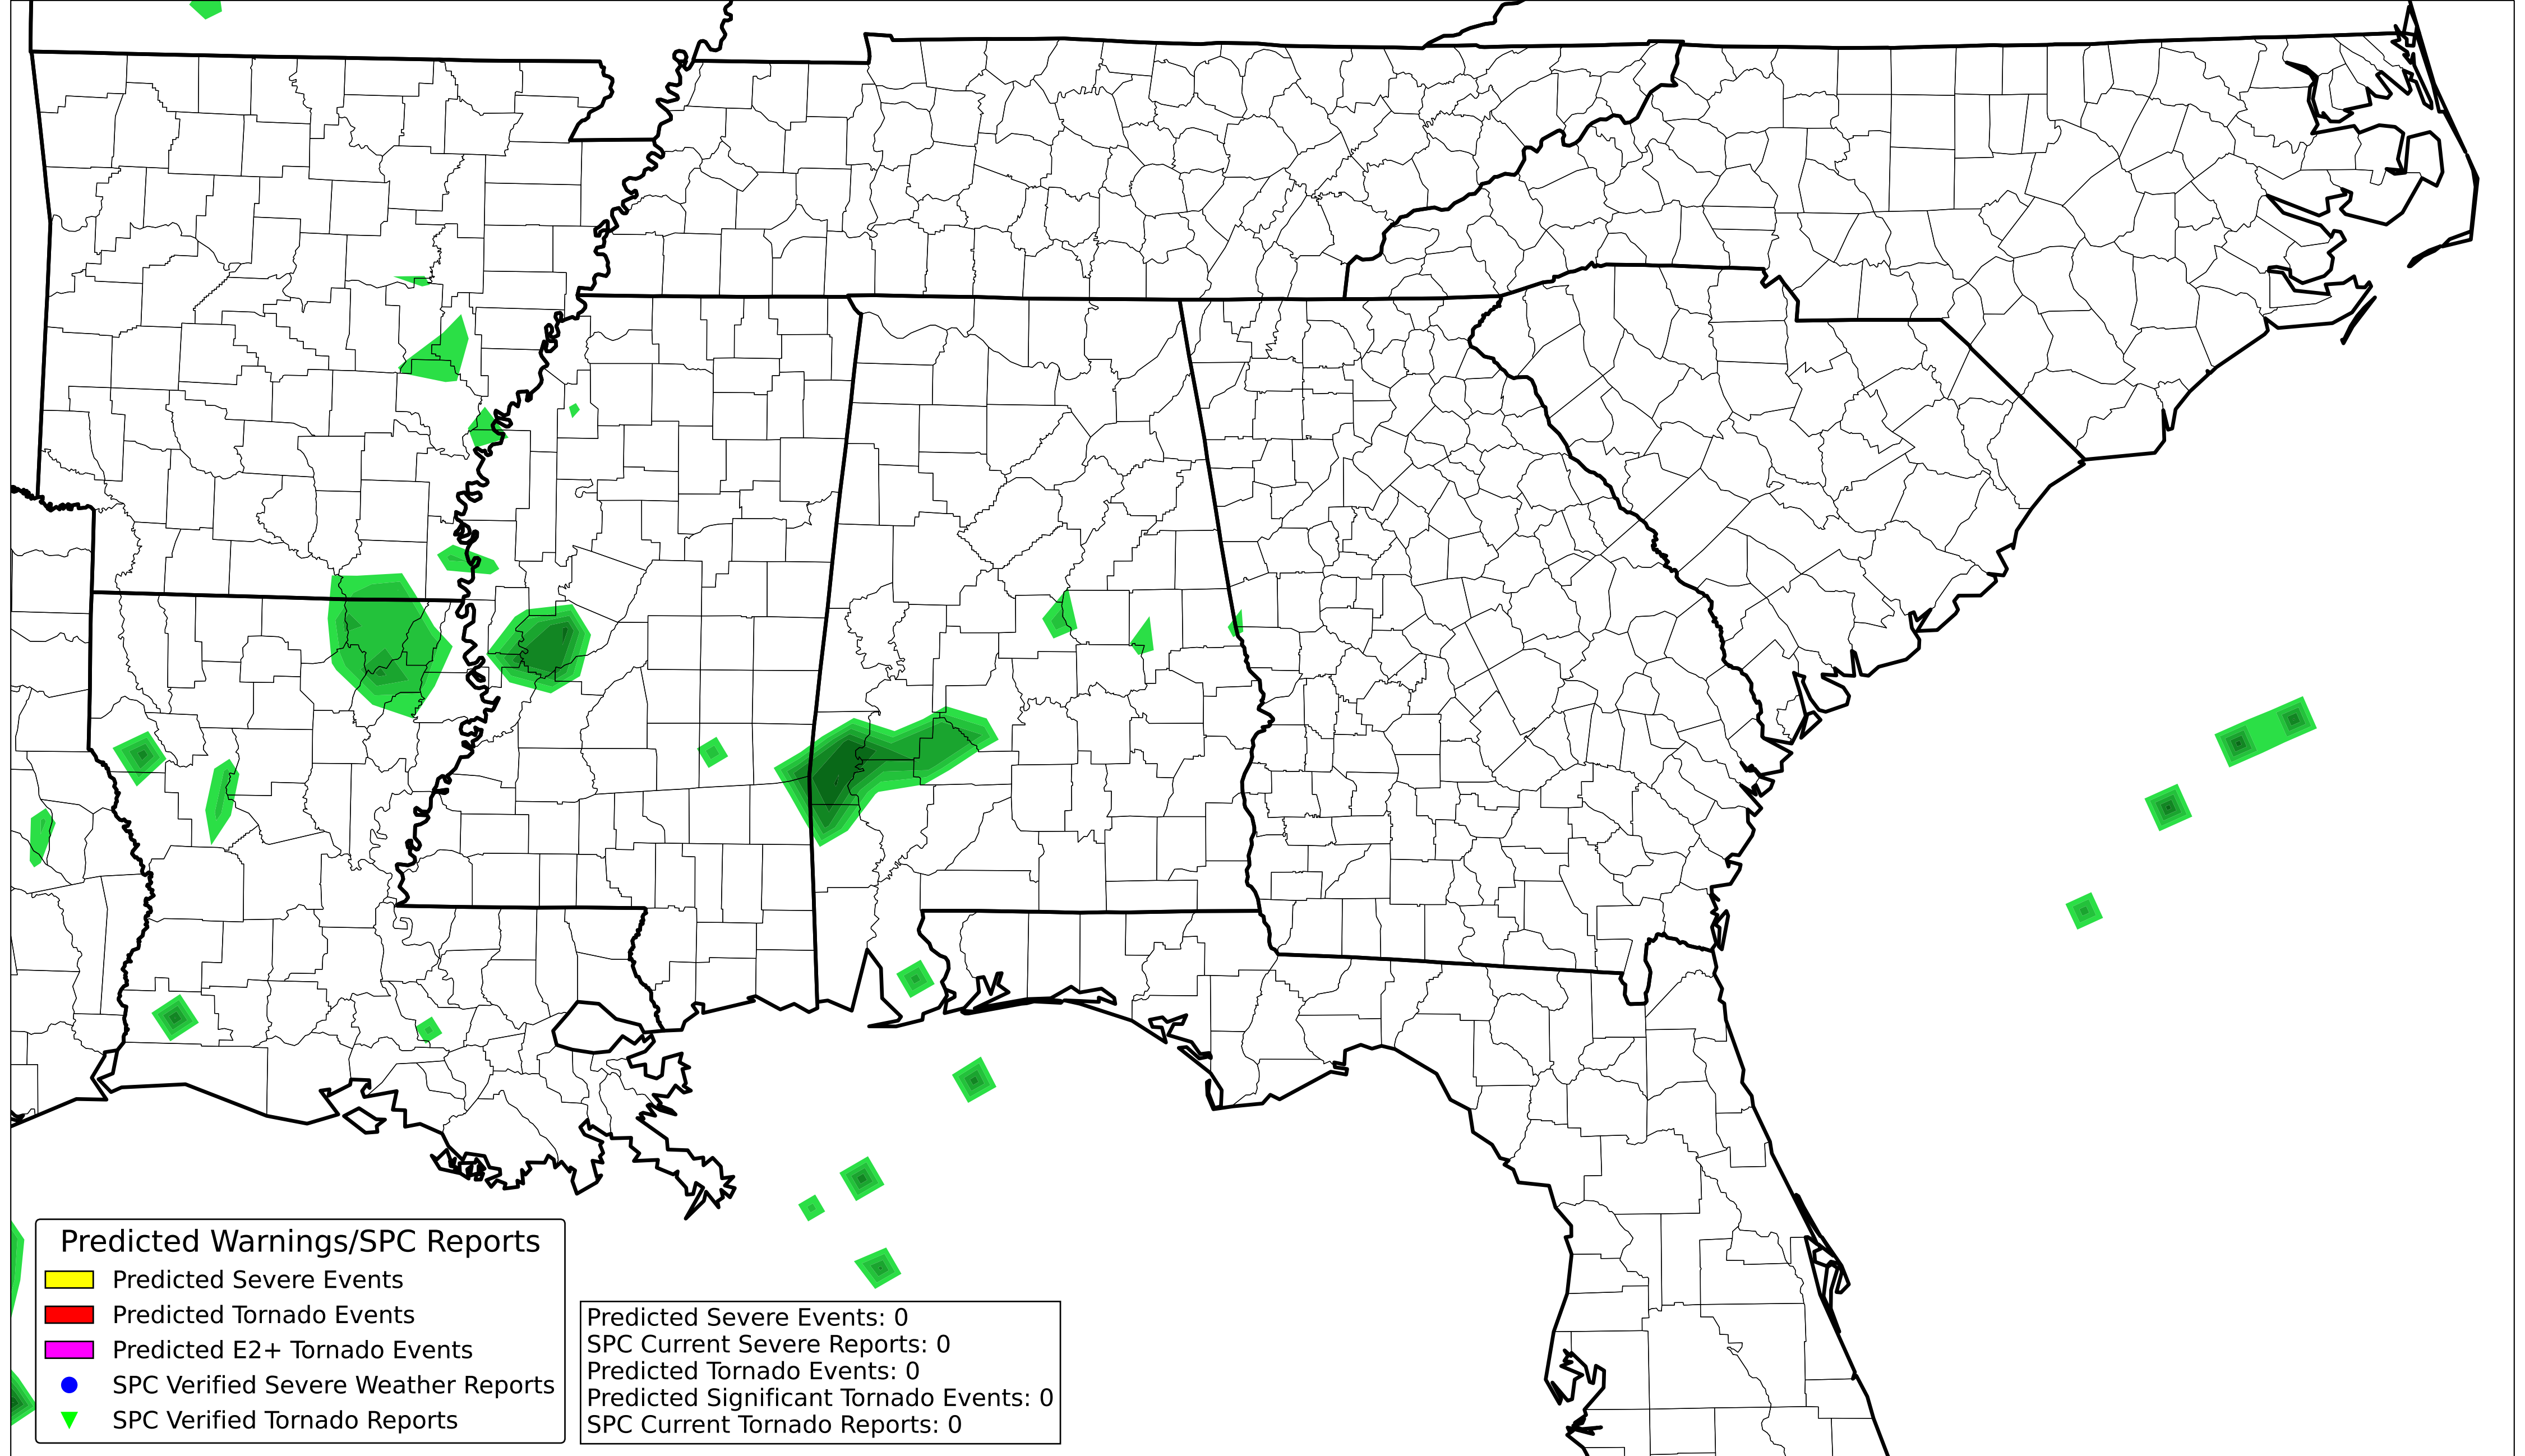 Predicted Warnings/SPC Reports
Predicted Severe Events
Predicted Tornado Events
Predicted E2+ Tornado Events
SPC Verified Severe Weather Reports
SPC Verified Tornado Reports
Predicted Severe Events: 0
SPC Current Severe Reports: 0
Predicted Tornado Events: 0
Predicted Significant Tornado Events: 0
SPC Current Tornado Reports: 0